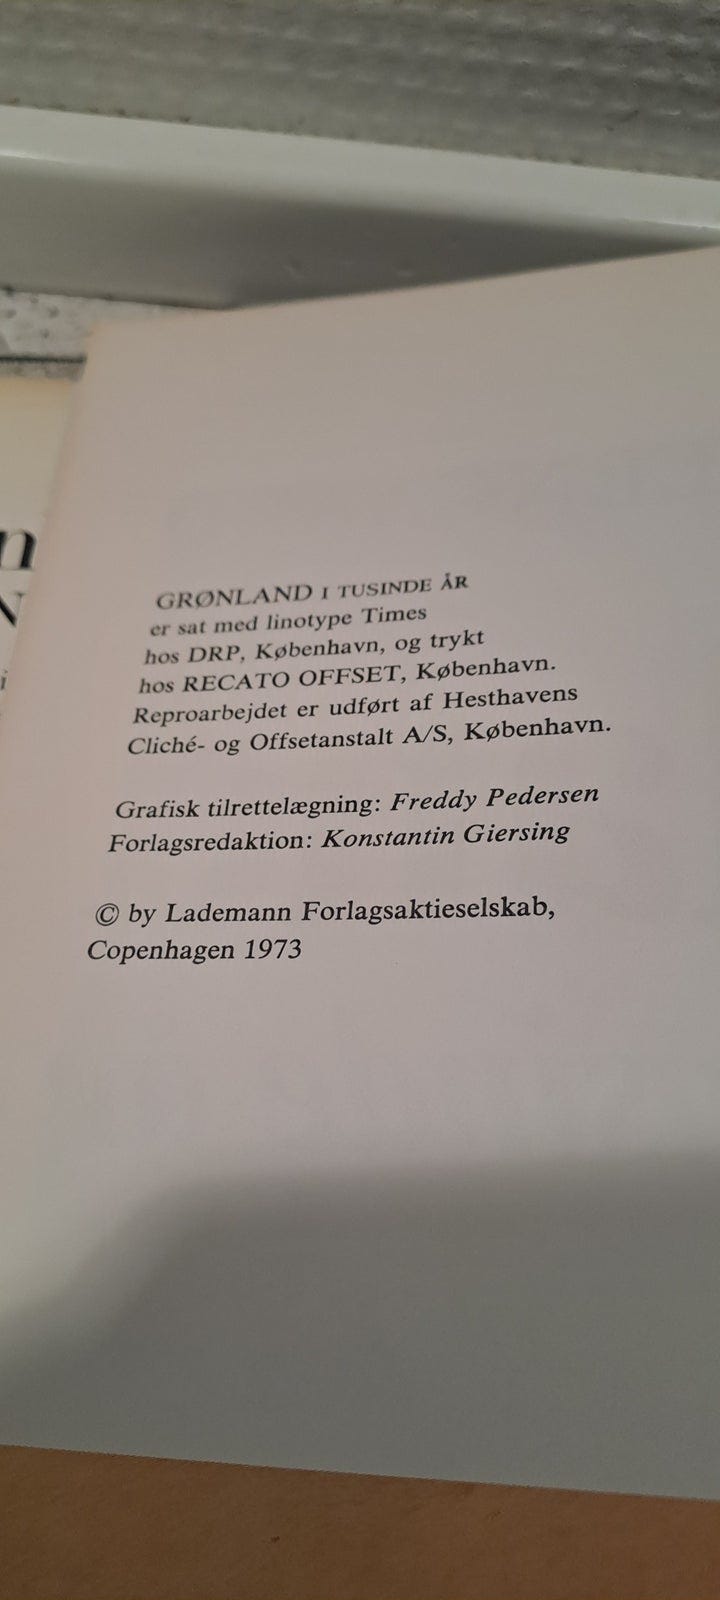 GRØNLAND I TUSINDE ÅR
er sat med linotype Times
hos DRP, København, og trykt
hos RECATO OFFSET, København.
Reproarbejdet er udført af Hesthavens
Cliché- og Offsetanstalt A/S, København.
Grafisk tilrettelægning: Freddy Pedersen
Forlagsredaktion: Konstantin Giersing
© by Lademann Forlagsaktieselskab,
Copenhagen 1973